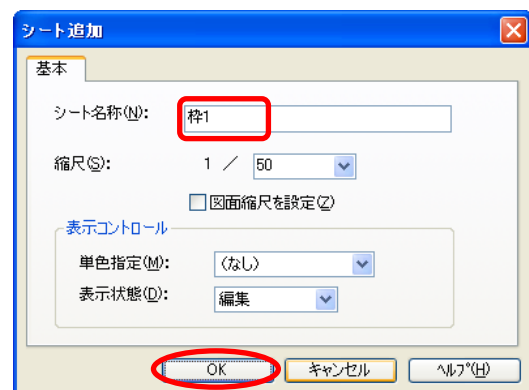 シート追加
基本
シート名称(N): 枠1
縮尺(S): 1 ／ 50
図面縮尺を設定(Z)
表示コントロール
単色指定(M): (なし)
表示状態(D): 編集
OK キャンセル ヘルプ(H)